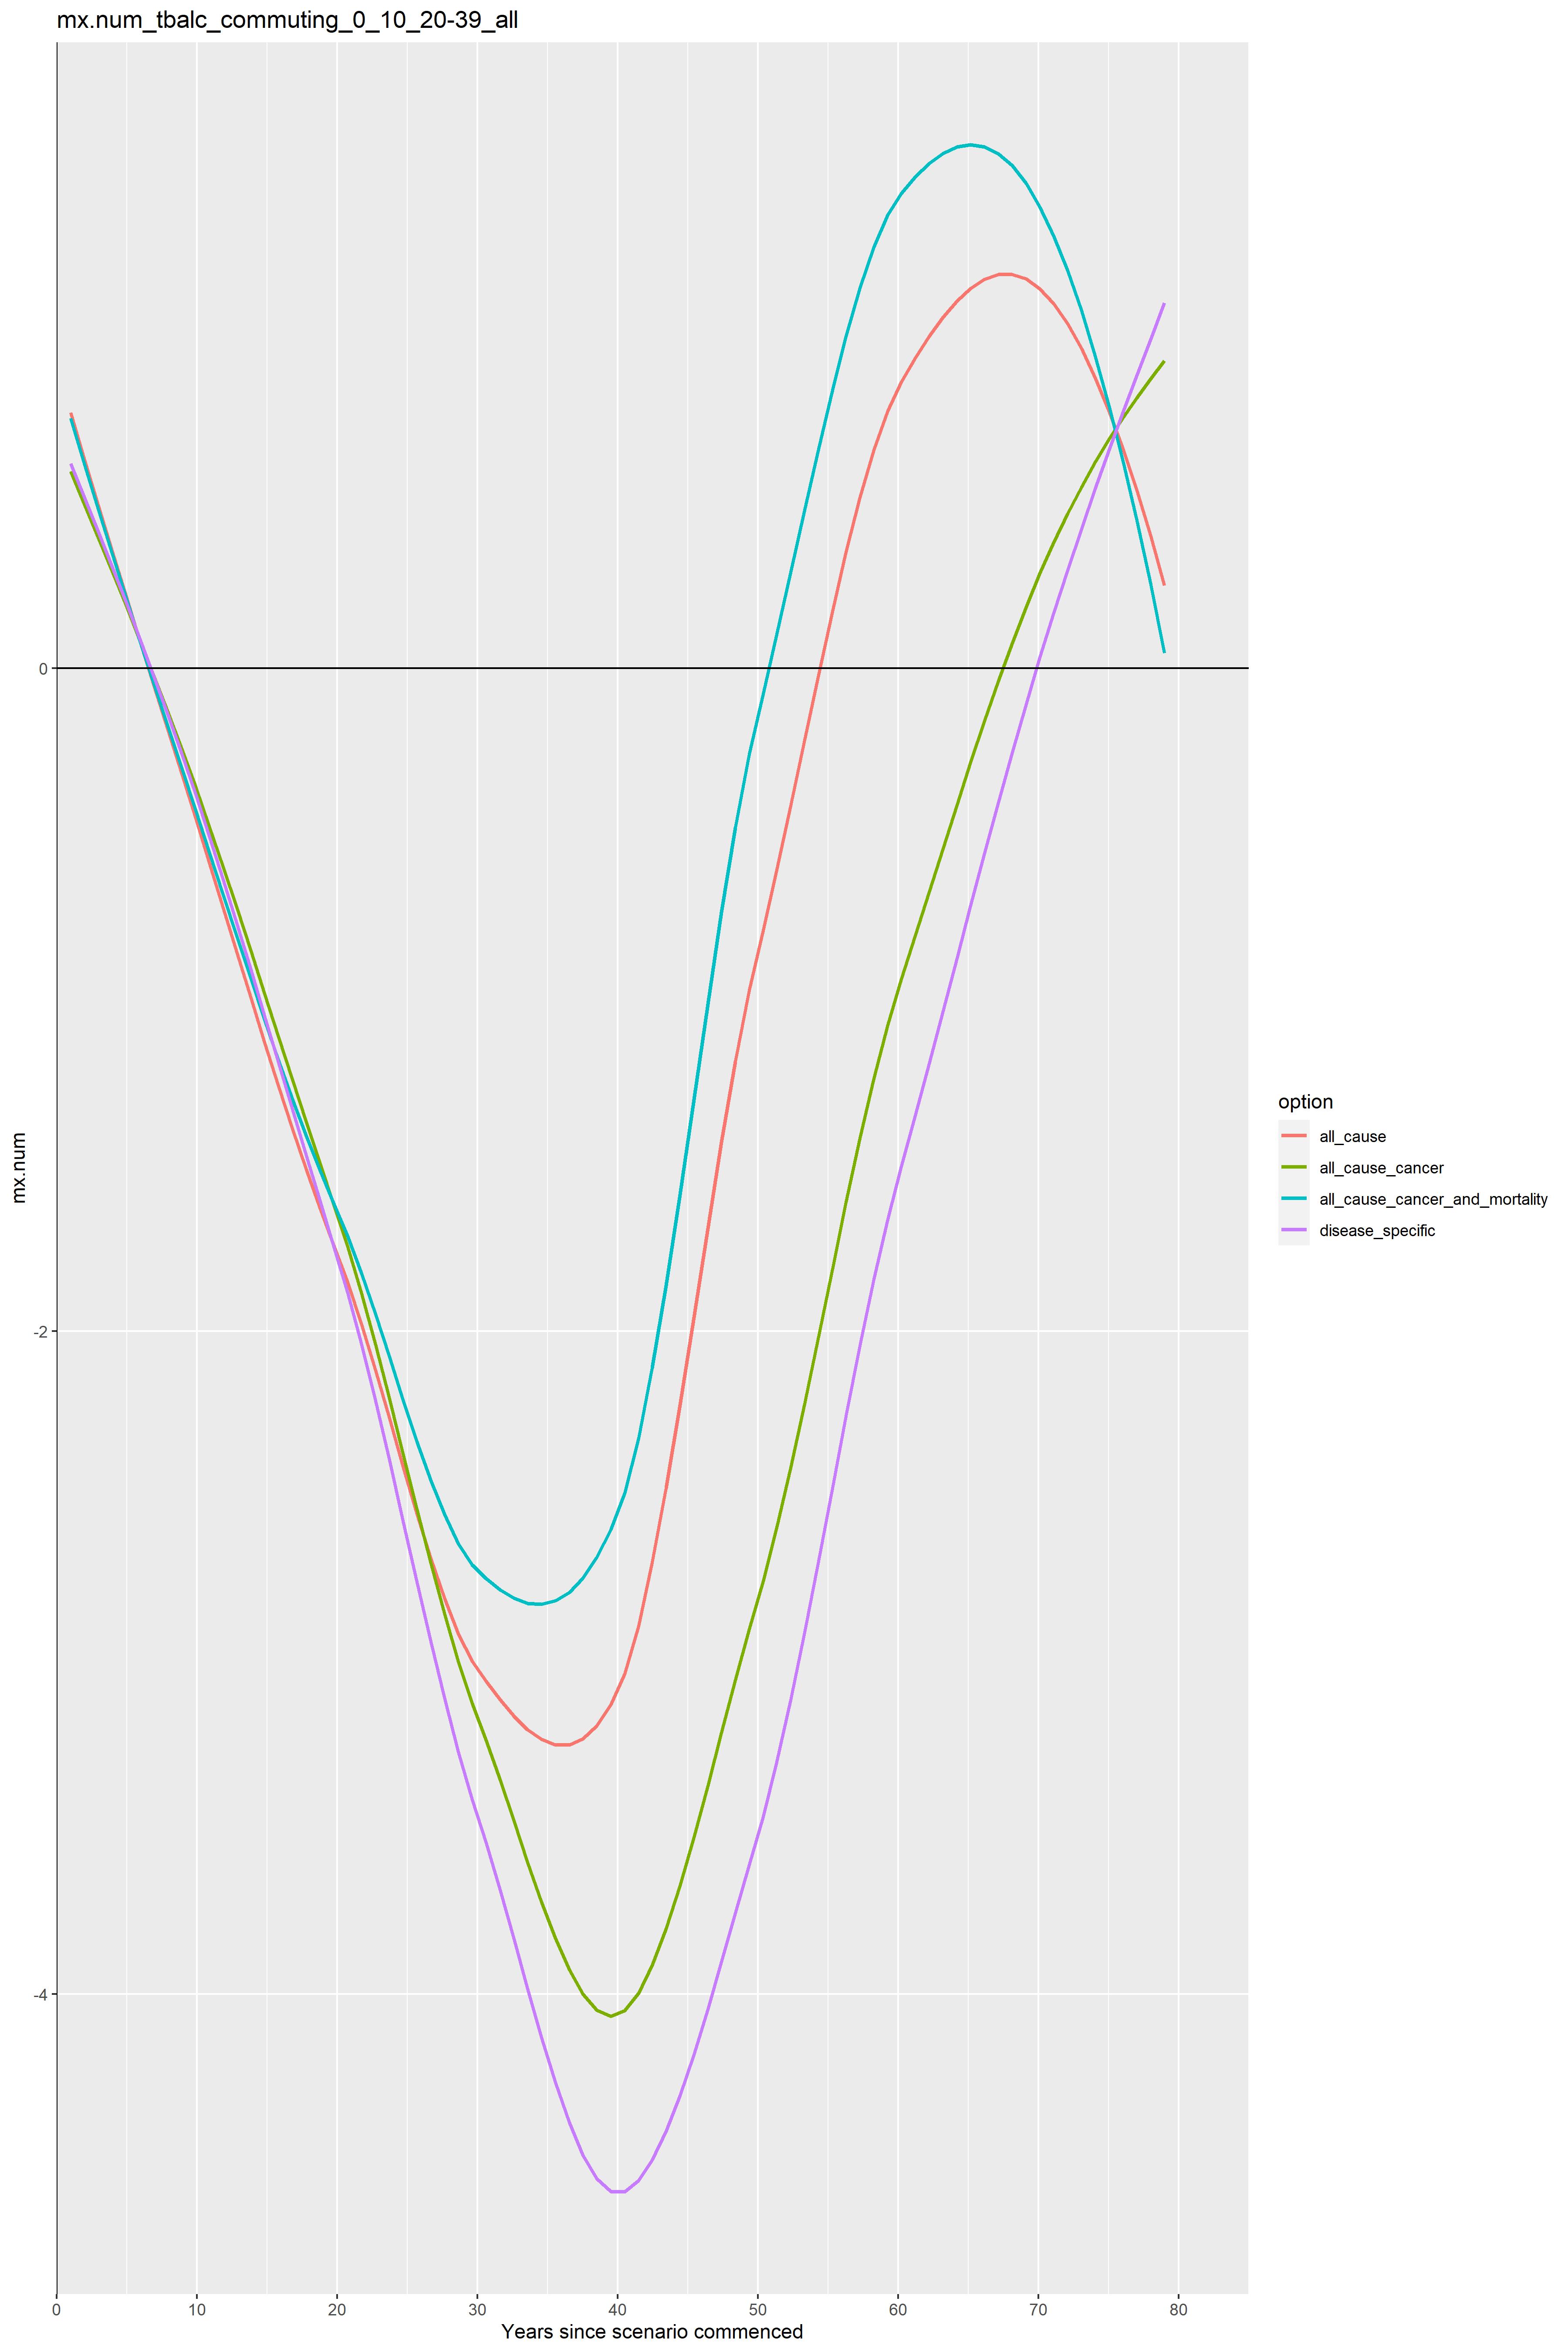 mx.num_tbalc_commuting_0_10_20-39_all
0
-2
-4
mx.num
0 10 20 30 40 50 60 70 80
Years since scenario commenced
option
all_cause
all_cause_cancer
all_cause_cancer_and_mortality
disease_specific